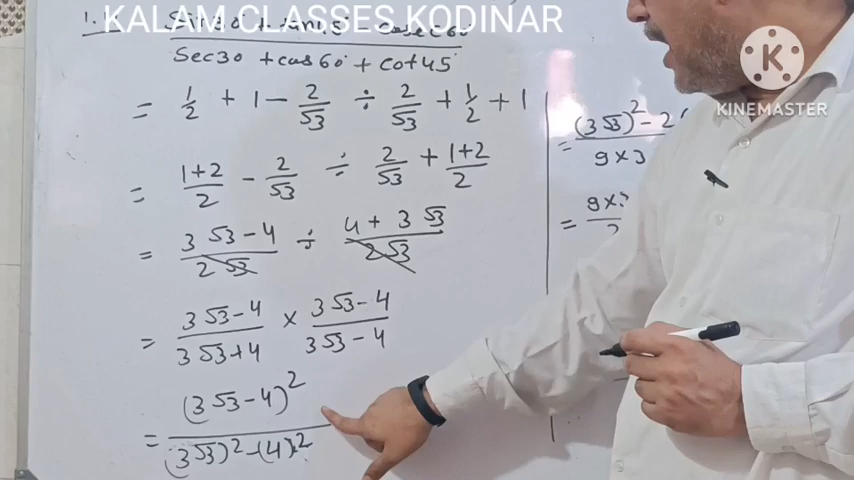 KALAM CLASSES KODINAR
1.
Sec30 + cos60 + cot45
= 1/2 + 1 - 2/√3 ÷ 2/√3 + 1/2 + 1
= (1+2)/2 - 2/√3 ÷ 2/√3 + (1+2)/2
= (3√3-4)/(2√3) ÷ (4+3√3)/(2√3)
= (3√3-4)/(3√3+4) × (3√3-4)/(3√3-4)
= (3√3-4)²/((3√3)²-(4)²)
K
KINEMASTER
= (3√3)² - 2
9×3
=